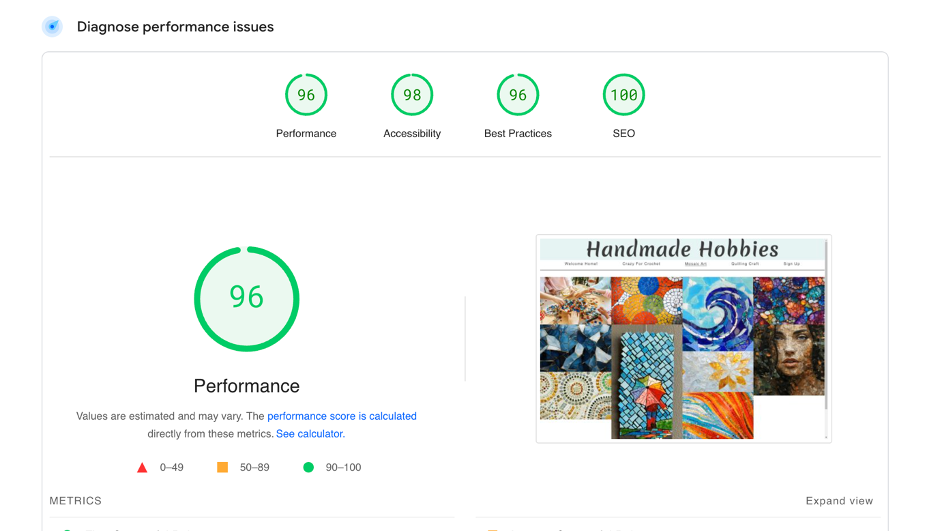 Diagnose performance issues
96 98 96 100
Performance Accessibility Best Practices SEO
Handmade Hobbies
Welcome Home! Crazy For Crochet Mosaic Art Quilting Craft Sign Up
96
Performance
Values are estimated and may vary. The performance score is calculated
directly from these metrics. See calculator.
0–49 50–89 90–100
METRICS Expand view